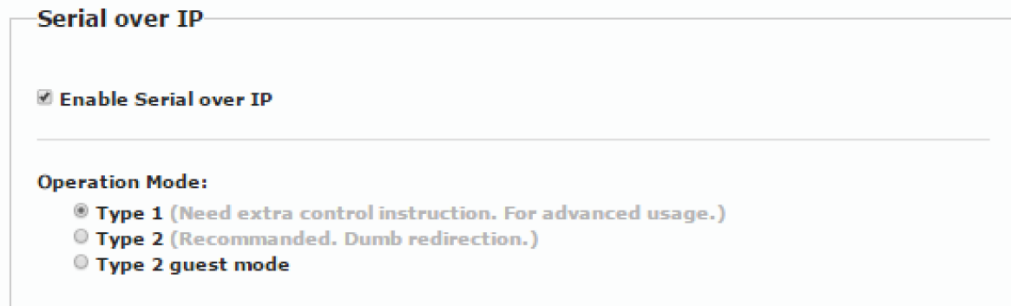 Serial over IP
Enable Serial over IP
Operation Mode:
Type 1 (Need extra control instruction. For advanced usage.)
Type 2 (Recommanded. Dumb redirection.)
Type 2 guest mode